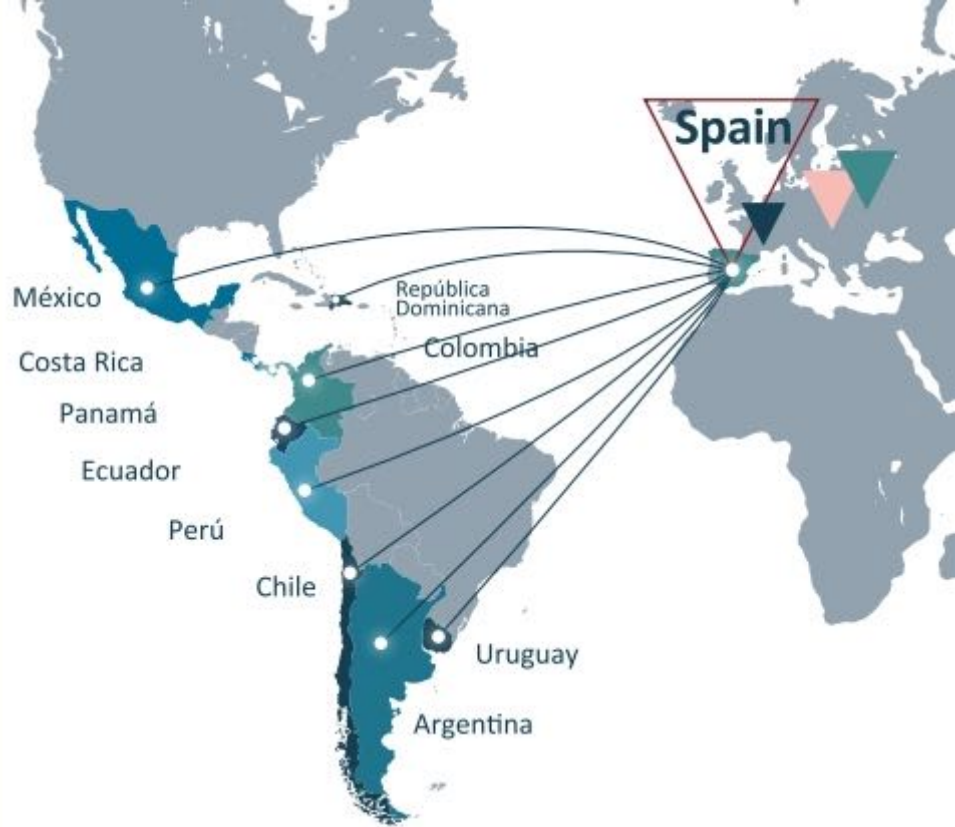 Spain
México
República
Dominicana
Colombia
Costa Rica
Panamá
Ecuador
Perú
Chile
Uruguay
Argentina